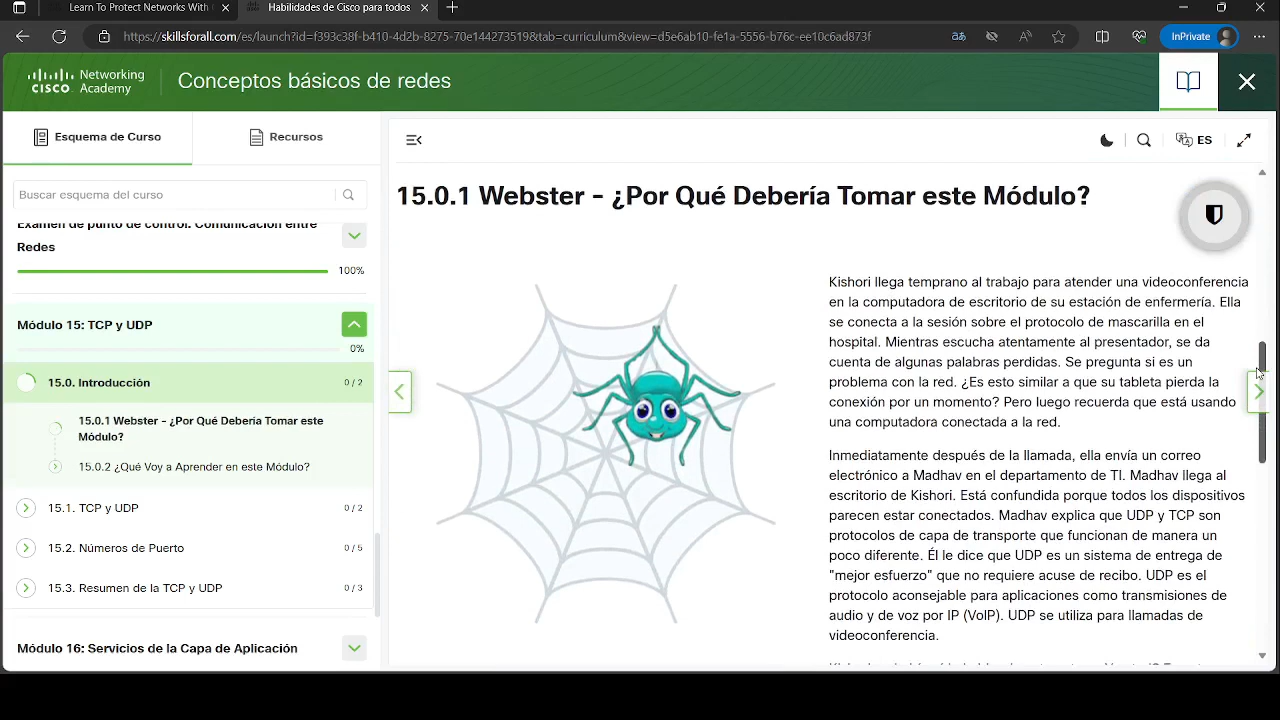 Learn To Protect Networks With
Habilidades de Cisco para todos
https://skillsforall.com/es/launch?id=f393c38f-b410-4d2b-8275-70e144273519&tab=curriculum&view=d5e6ab10-fe1a-5556-b76c-ee10c6ad873f
InPrivate
Networking
CISCO Academy
Conceptos básicos de redes
Esquema de Curso
Recursos
ES
Buscar esquema del curso
Examen de punto de control: Comunicación entre
Redes
100%
Módulo 15: TCP y UDP
0%
15.0. Introducción
0 / 2
15.0.1 Webster - ¿Por Qué Debería Tomar este
Módulo?
15.0.2 ¿Qué Voy a Aprender en este Módulo?
15.1. TCP y UDP
0 / 2
15.2. Números de Puerto
0 / 5
15.3. Resumen de la TCP y UDP
0 / 3
Módulo 16: Servicios de la Capa de Aplicación
15.0.1 Webster - ¿Por Qué Debería Tomar este Módulo?
Kishori llega temprano al trabajo para atender una videoconferencia
en la computadora de escritorio de su estación de enfermería. Ella
se conecta a la sesión sobre el protocolo de mascarilla en el
hospital. Mientras escucha atentamente al presentador, se da
cuenta de algunas palabras perdidas. Se pregunta si es un
problema con la red. ¿Es esto similar a que su tableta pierda la
conexión por un momento? Pero luego recuerda que está usando
una computadora conectada a la red.
Inmediatamente después de la llamada, ella envía un correo
electrónico a Madhav en el departamento de TI. Madhav llega al
escritorio de Kishori. Está confundida porque todos los dispositivos
parecen estar conectados. Madhav explica que UDP y TCP son
protocolos de capa de transporte que funcionan de manera un
poco diferente. Él le dice que UDP es un sistema de entrega de
"mejor esfuerzo" que no requiere acuse de recibo. UDP es el
protocolo aconsejable para aplicaciones como transmisiones de
audio y de voz por IP (VoIP). UDP se utiliza para llamadas de
videoconferencia.